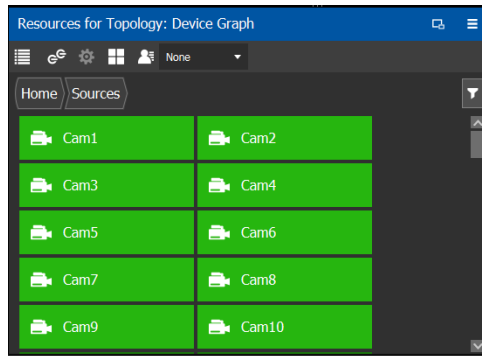 Resources for Topology: Device Graph
None
Home Sources
Cam1 Cam2
Cam3 Cam4
Cam5 Cam6
Cam7 Cam8
Cam9 Cam10